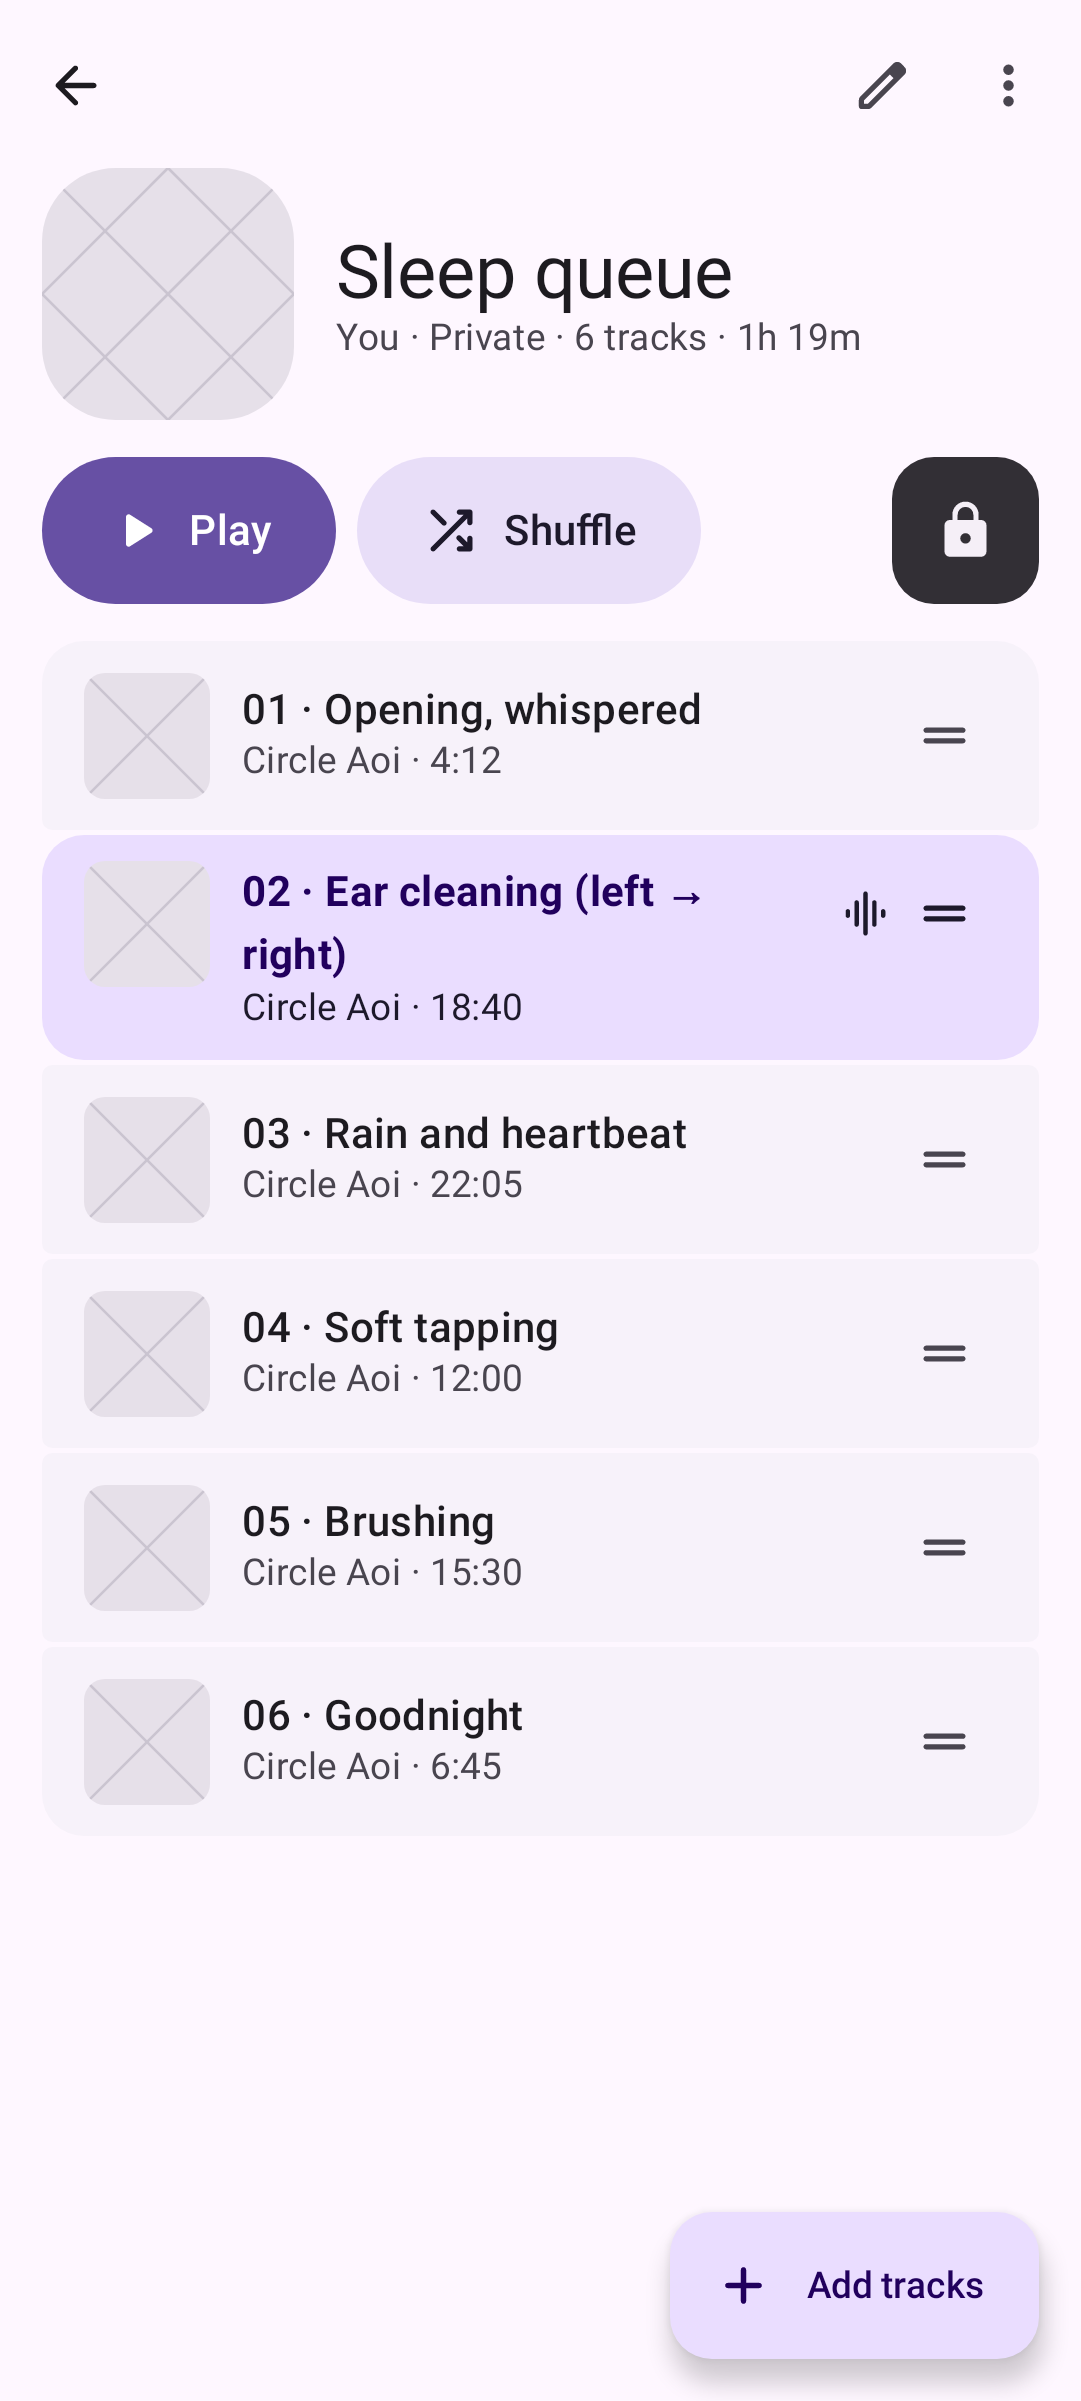 Sleep queue
You · Private · 6 tracks · 1h 19m
Play
Shuffle
01 · Opening, whispered
Circle Aoi · 4:12
02 · Ear cleaning (left →
right)
Circle Aoi · 18:40
03 · Rain and heartbeat
Circle Aoi · 22:05
04 · Soft tapping
Circle Aoi · 12:00
05 · Brushing
Circle Aoi · 15:30
06 · Goodnight
Circle Aoi · 6:45
Add tracks